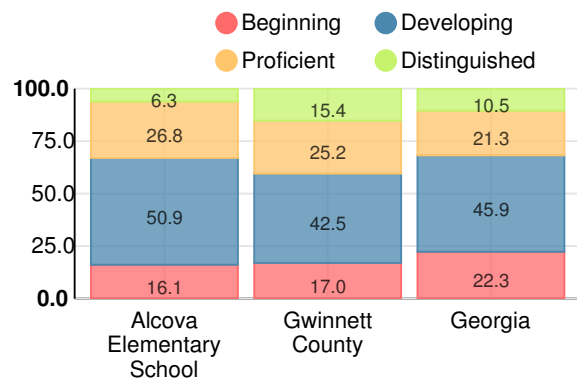 Beginning
Developing
Proficient
Distinguished
100.0
75.0
50.0
25.0
0.0
6.3
26.8
50.9
16.1
15.4
25.2
42.5
17.0
10.5
21.3
45.9
22.3
Alcova
Elementary
School
Gwinnett
County
Georgia